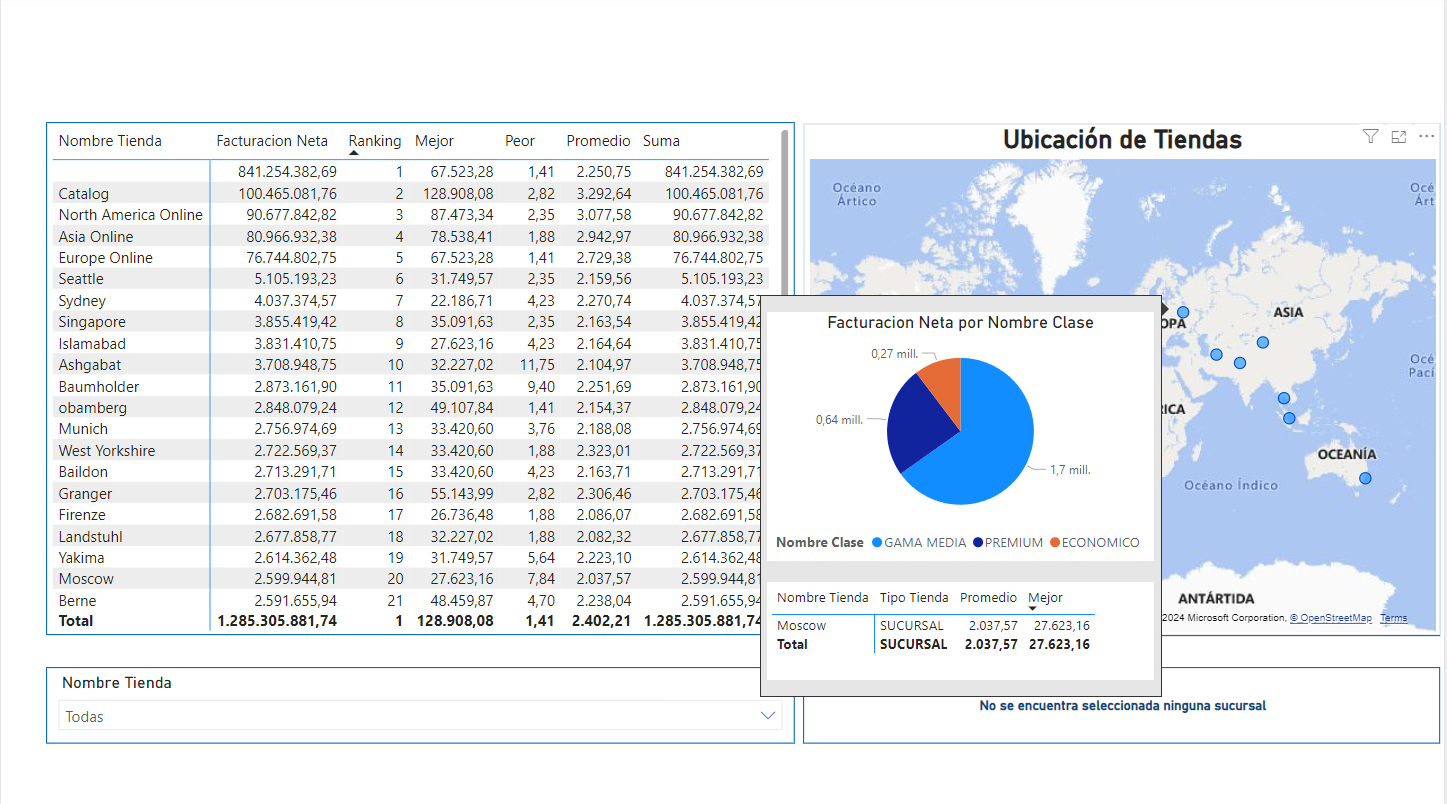 Nombre Tienda Facturacion Neta Ranking Mejor Peor Promedio Suma
841.254.382,69 1 67.523,28 1,41 2.250,75 841.254.382,69
Catalog 100.465.081,76 2 128.908,08 2,82 3.292,64 100.465.081,76
North America Online 90.677.842,82 3 87.473,34 2,35 3.077,58 90.677.842,82
Asia Online 80.966.932,38 4 78.538,41 1,88 2.942,97 80.966.932,38
Europe Online 76.744.802,75 5 67.523,28 1,41 2.729,38 76.744.802,75
Seattle 5.105.193,23 6 31.749,57 2,35 2.159,56 5.105.193,23
Sydney 4.037.374,57 7 22.186,71 4,23 2.270,74 4.037.374,57
Singapore 3.855.419,42 8 35.091,63 2,35 2.163,54 3.855.419,42
Islamabad 3.831.410,75 9 27.623,16 4,23 2.164,64 3.831.410,75
Ashgabat 3.708.948,75 10 32.227,02 11,75 2.104,97 3.708.948,75
Baumholder 2.873.161,90 11 35.091,63 9,40 2.251,69 2.873.161,90
obamberg 2.848.079,24 12 49.107,84 1,41 2.154,37 2.848.079,24
Munich 2.756.974,69 13 33.420,60 3,76 2.188,08 2.756.974,69
West Yorkshire 2.722.569,37 14 33.420,60 1,88 2.323,01 2.722.569,37
Baildon 2.713.291,71 15 33.420,60 4,23 2.163,71 2.713.291,71
Granger 2.703.175,46 16 55.143,99 2,82 2.306,46 2.703.175,46
Firenze 2.682.691,58 17 26.736,48 1,88 2.086,07 2.682.691,58
Landstuhl 2.677.858,77 18 32.227,02 1,88 2.082,32 2.677.858,77
Yakima 2.614.362,48 19 31.749,57 5,64 2.223,10 2.614.362,48
Moscow 2.599.944,81 20 27.623,16 7,84 2.037,57 2.599.944,81
Berne 2.591.655,94 21 48.459,87 4,70 2.238,04 2.591.655,94
Total 1.285.305.881,74 1 128.908,08 1,41 2.402,21 1.285.305.881,74
Nombre Tienda
Todas
Ubicación de Tiendas
Océano
Ártico
Océ
Árt
ASIA
OPA
Océ
Pací
RICA
OCEANÍA
Océano Índico
ANTÁRTIDA
2024 Microsoft Corporation, © OpenStreetMap Terms
Facturacion Neta por Nombre Clase
0,27 mill.
0,64 mill.
1,7 mill.
Nombre Clase GAMA MEDIA PREMIUM ECONOMICO
Nombre Tienda Tipo Tienda Promedio Mejor
Moscow SUCURSAL 2.037,57 27.623,16
Total SUCURSAL 2.037,57 27.623,16
No se encuentra seleccionada ninguna sucursal